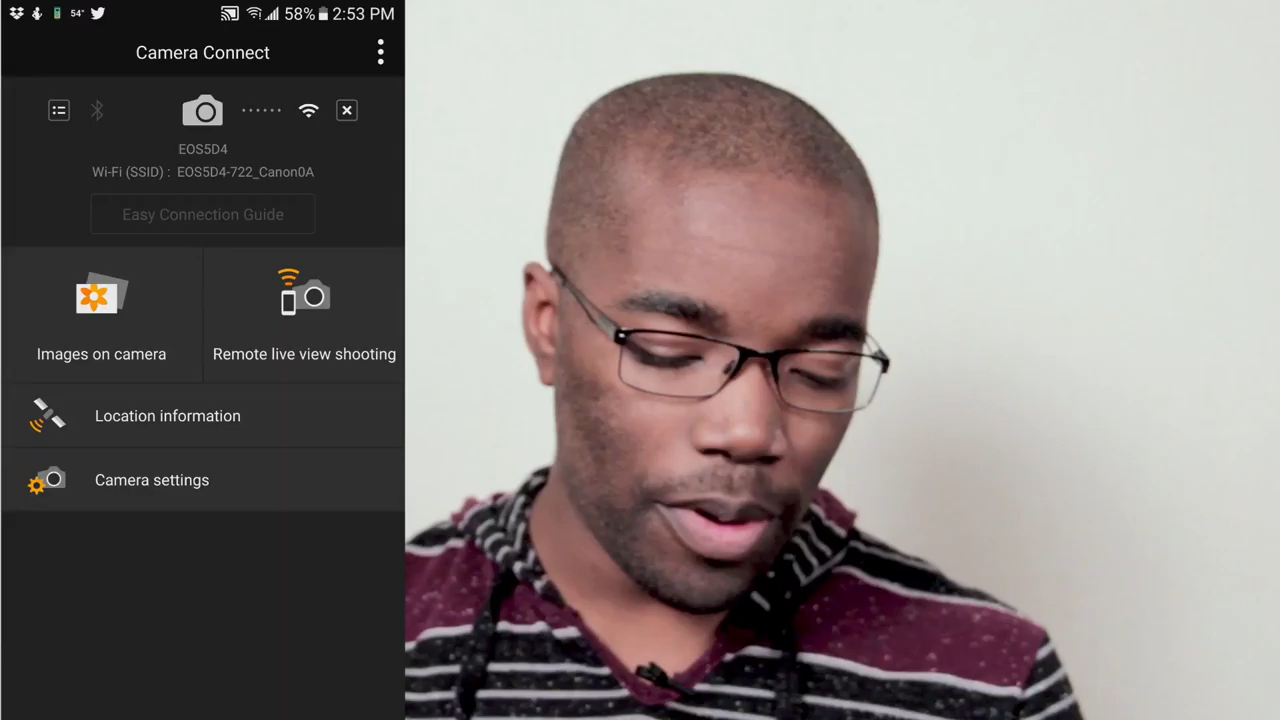 54° 58% 2:53 PM
Camera Connect
EOS5D4
Wi-Fi (SSID) : EOS5D4-722_Canon0A
Easy Connection Guide
Images on camera
Remote live view shooting
Location information
Camera settings